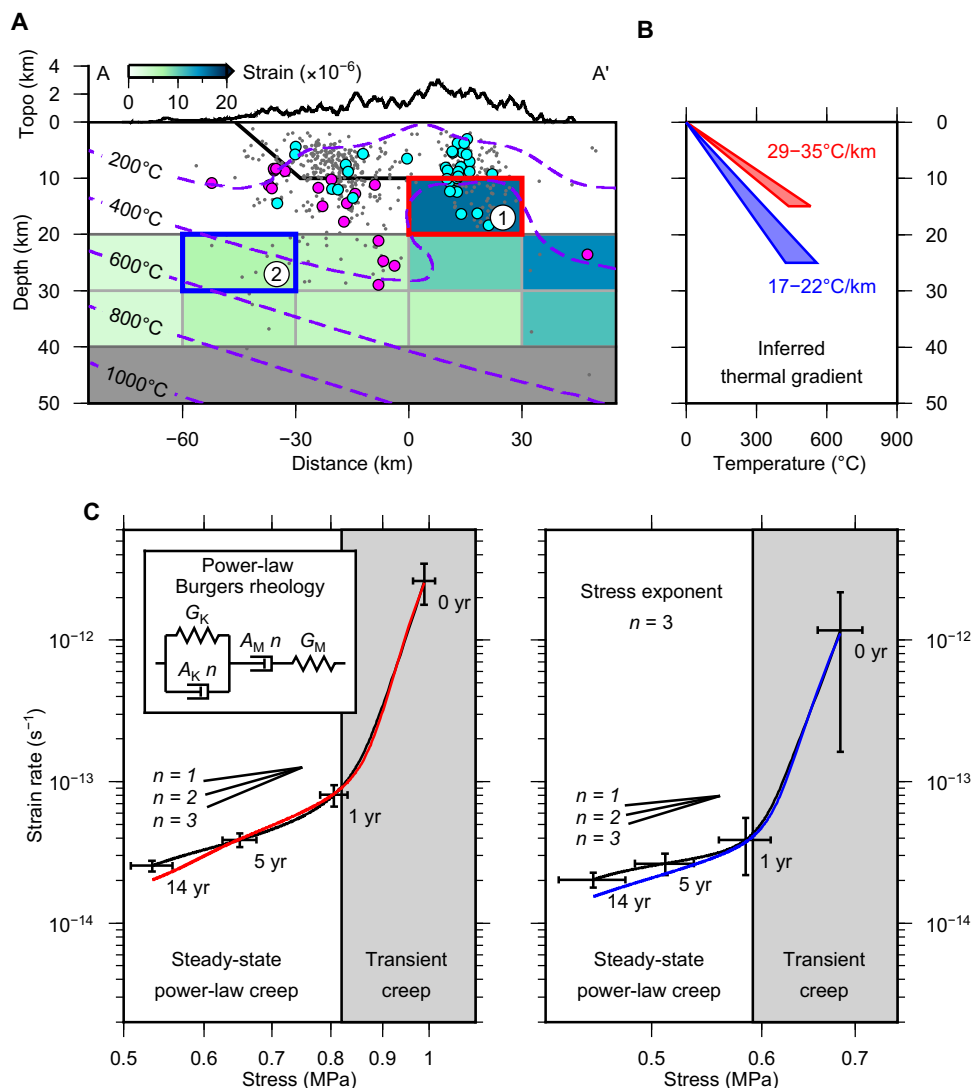 A
B
A
Strain (×10⁻⁶)
A'
0
10
20
Topo (km)
4
2
0
Depth (km)
10
20
30
40
50
200°C
400°C
600°C
800°C
1000°C
1
2
−60
−30
0
30
Distance (km)
29−35°C/km
17−22°C/km
Inferred
thermal gradient
0
10
20
30
40
50
0
300
600
900
Temperature (°C)
C
Power-law
Burgers rheology
G_K
A_M n
G_M
A_K n
0 yr
n = 1
n = 2
n = 3
1 yr
5 yr
14 yr
Steady-state
power-law creep
Transient
creep
Strain rate (s⁻¹)
0.5
0.6
0.7
0.8
0.9
1
Stress (MPa)
Stress exponent
n = 3
0 yr
n = 1
n = 2
n = 3
1 yr
5 yr
14 yr
Steady-state
power-law creep
Transient
creep
10⁻¹²
10⁻¹³
10⁻¹⁴
10⁻¹²
10⁻¹³
10⁻¹⁴
0.5
0.6
0.7
Stress (MPa)